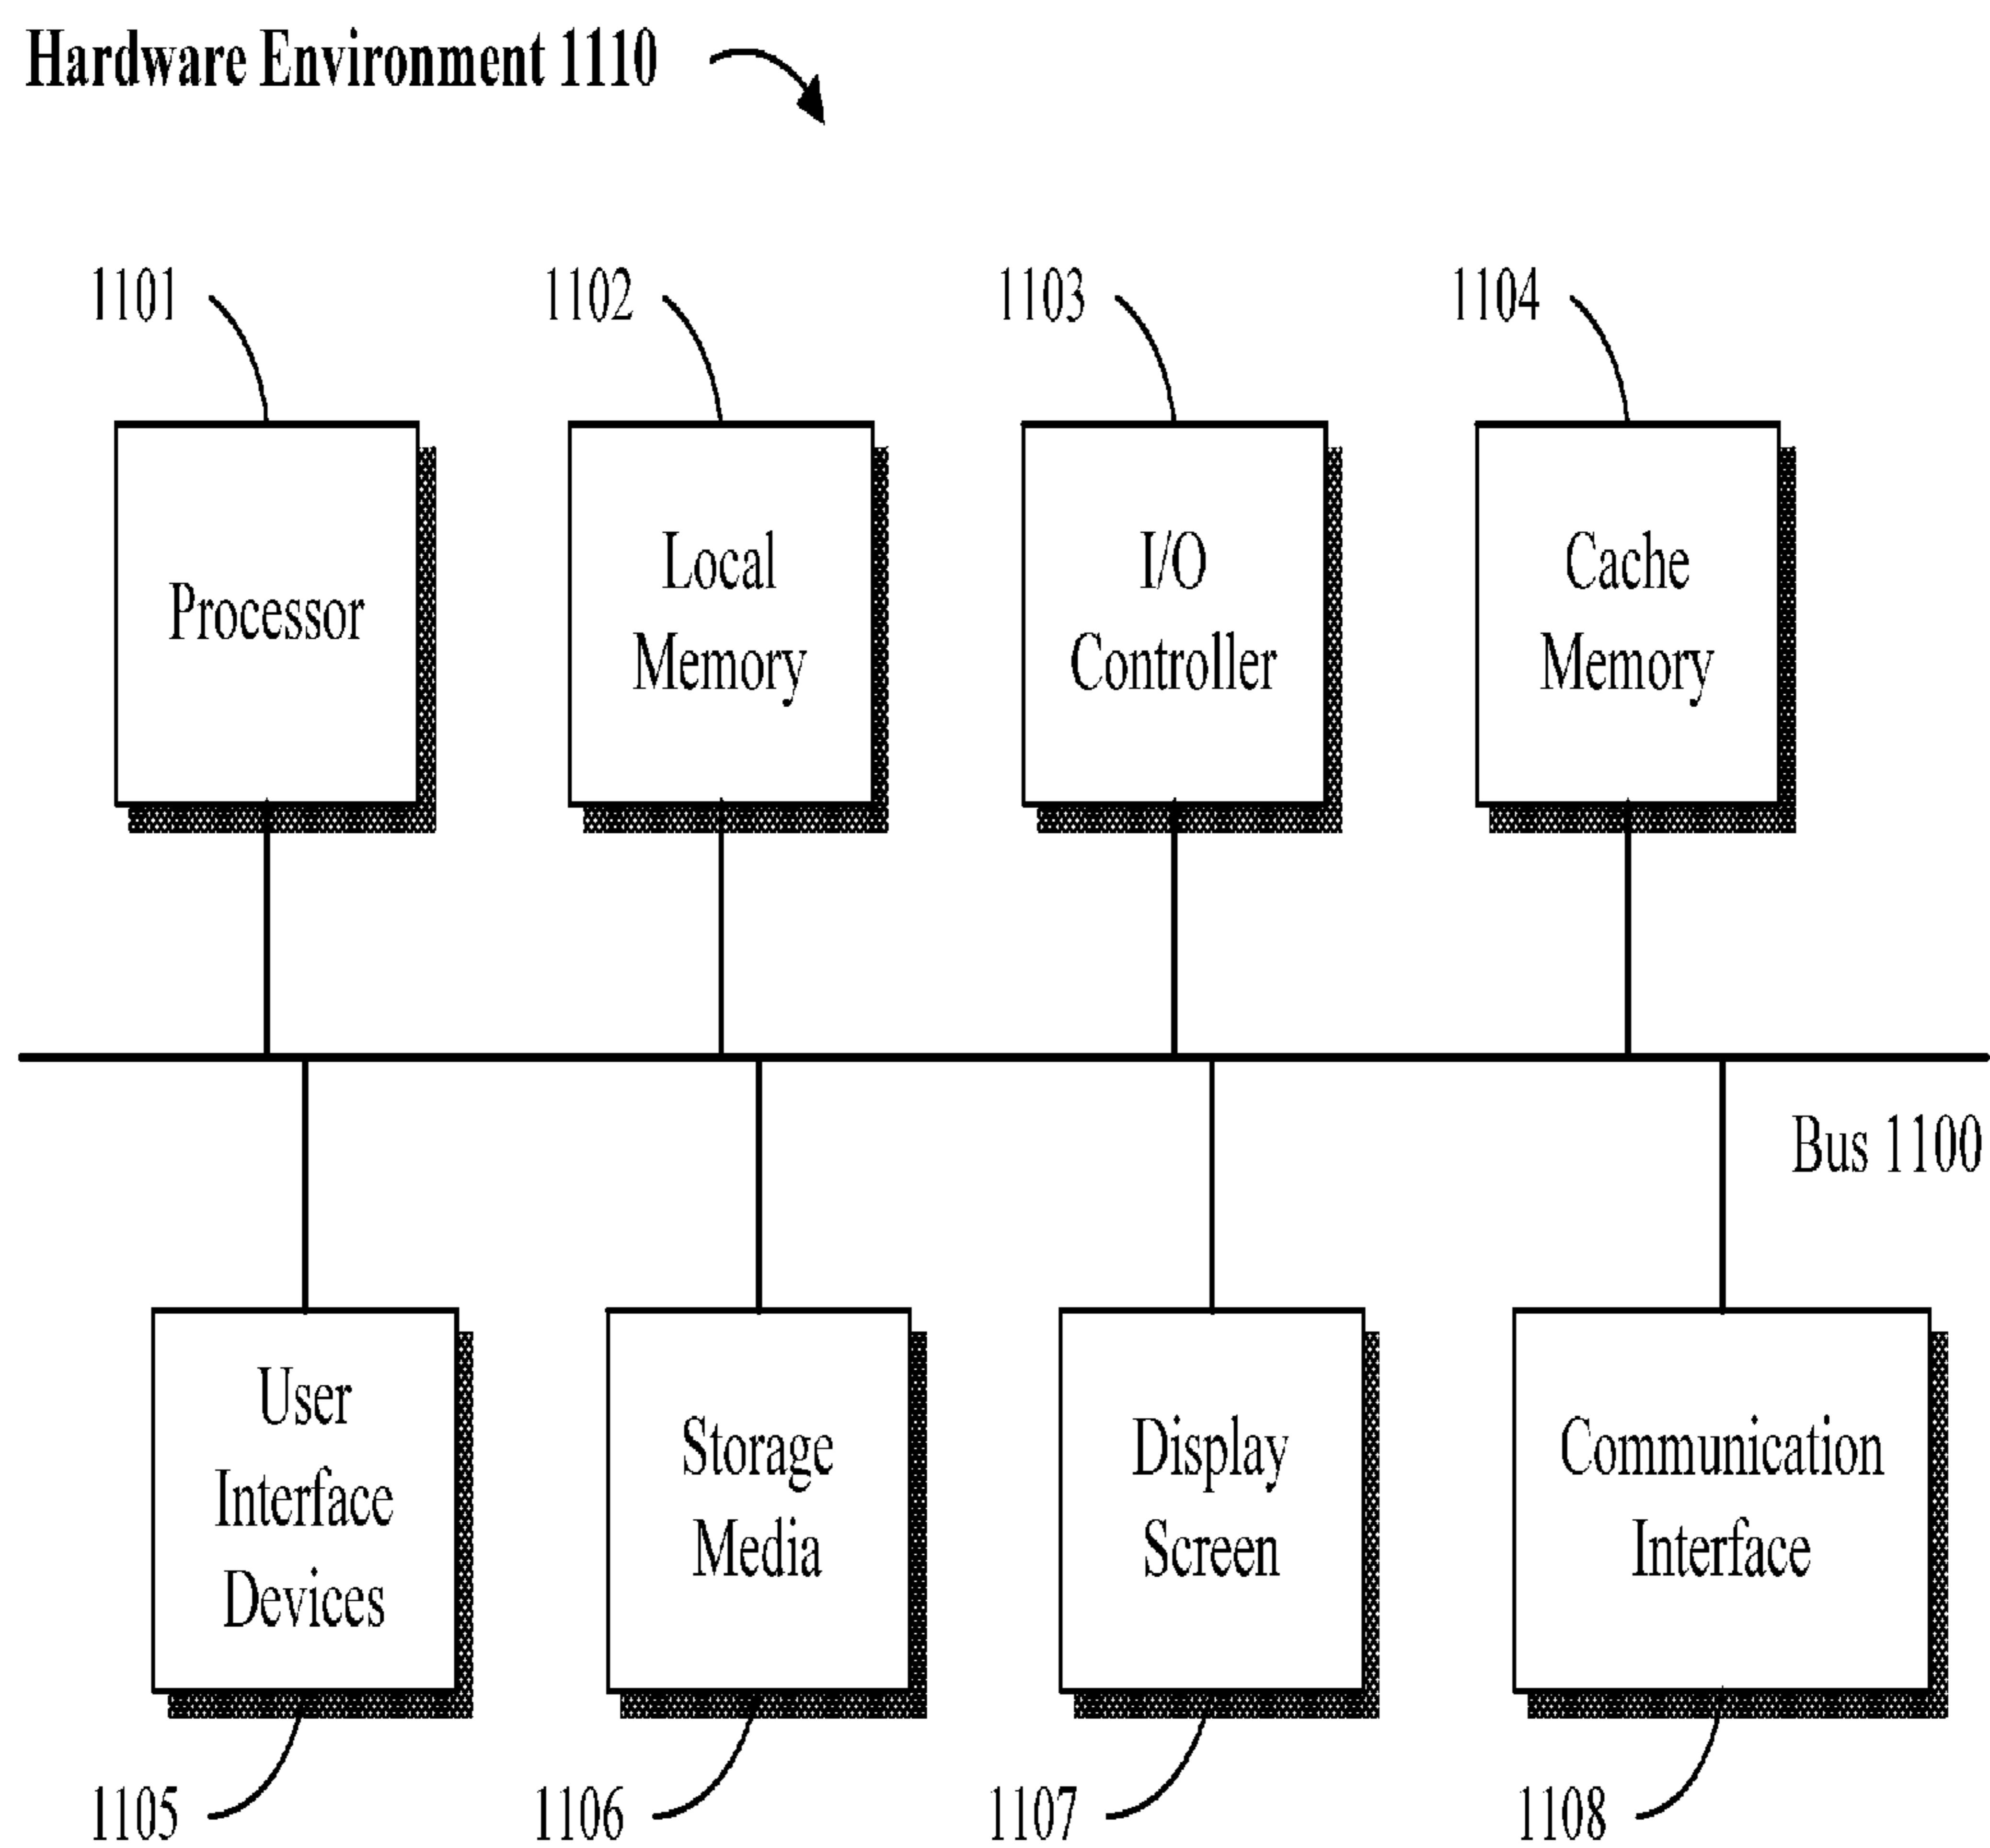 Hardware Environment 1110
1101
1102
1103
1104
Processor
Local
Memory
I/O
Controller
Cache
Memory
Bus 1100
User
Interface
Devices
Storage
Media
Display
Screen
Communication
Interface
1105
1106
1107
1108